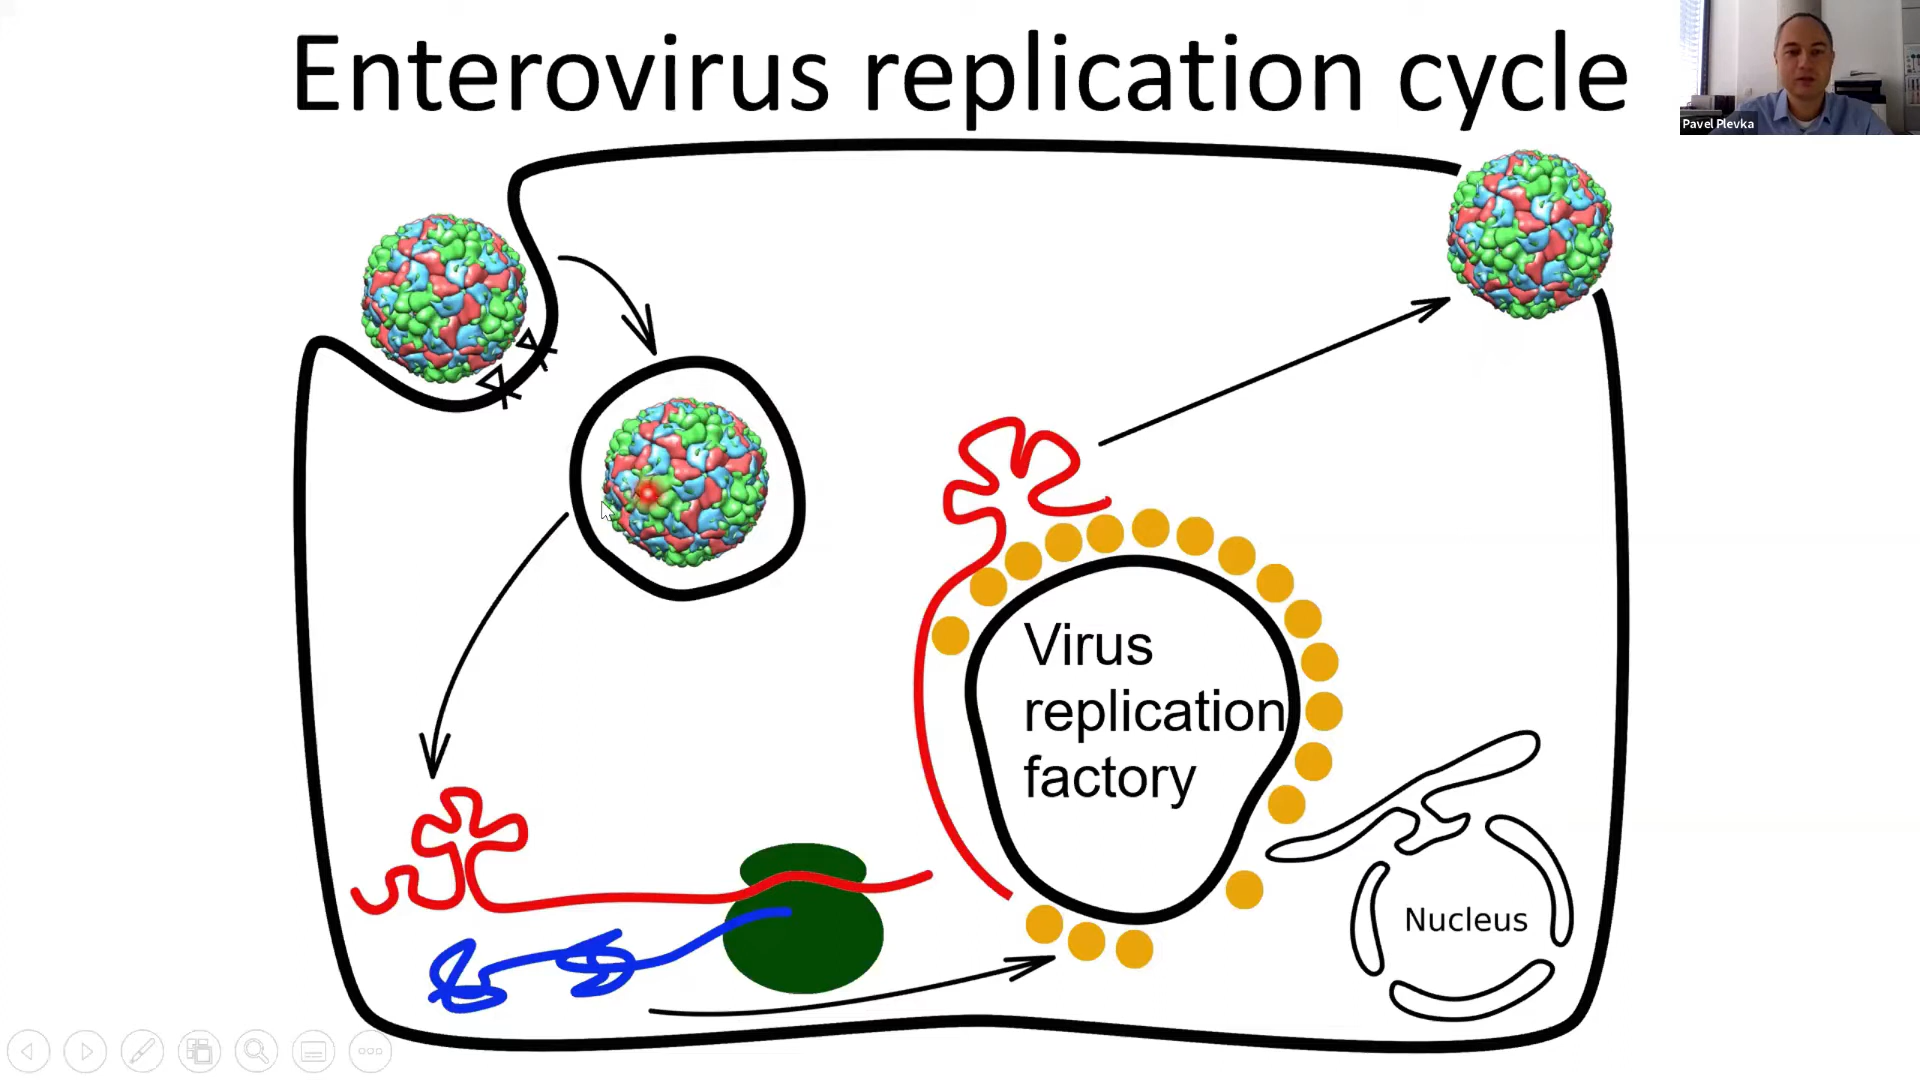 Enterovirus replication cycle
Pavel Plevka
Virus
replication
factory
Nucleus